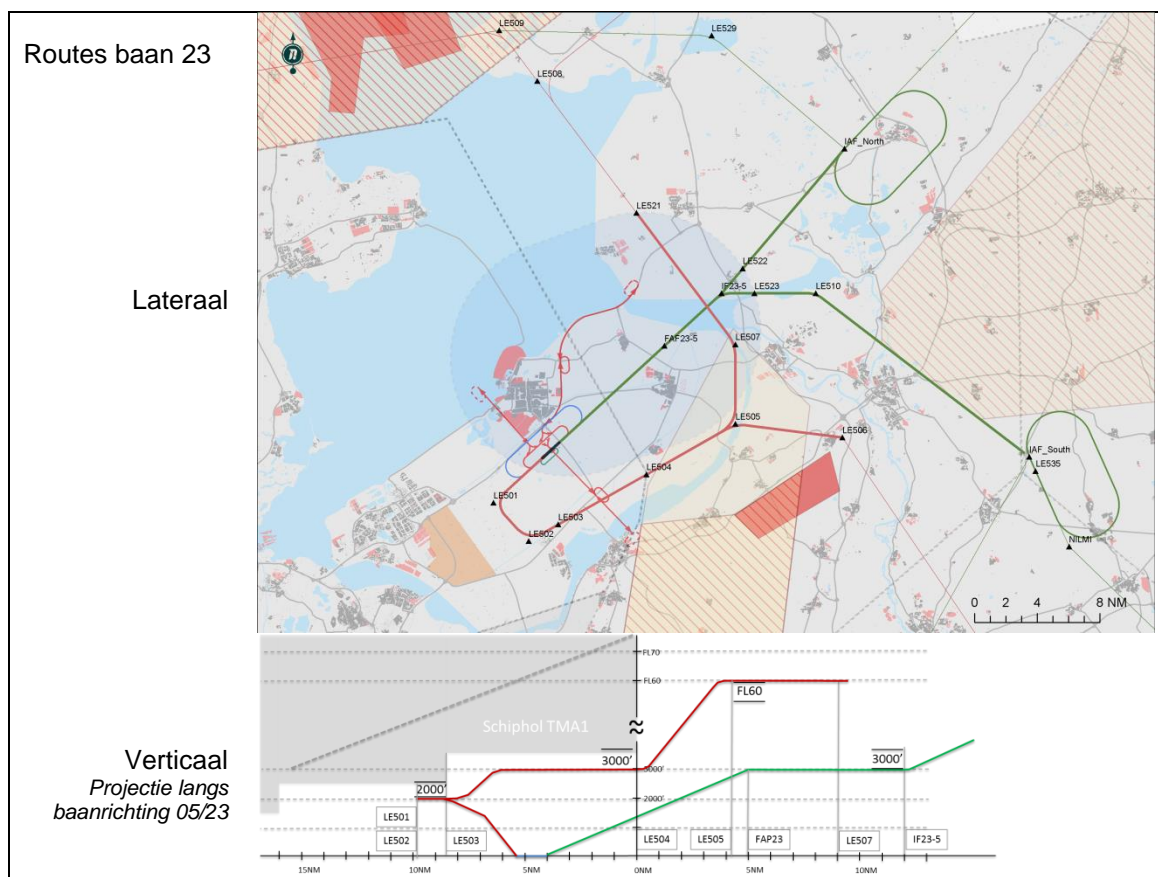 Routes baan 23
Lateraal
n
LE509
LE529
LE508
IAF_North
LE521
LE522
IF23-5
LE523
LE510
FAF23-5
LE507
LE505
LE506
IAF_South
LE535
LE504
LE501
LE503
LE502
NILMI
0 2 4 8 NM
Verticaal
Projectie langs
baanrichting 05/23
FL70
FL60
FL60
Schiphol TMA1
≈
≈
3000'
3000'
3000'
2000'
2000'
LE501
LE502
LE503
LE504
LE505
FAP23
LE507
IF23-5
15NM
10NM
5NM
0NM
5NM
10NM